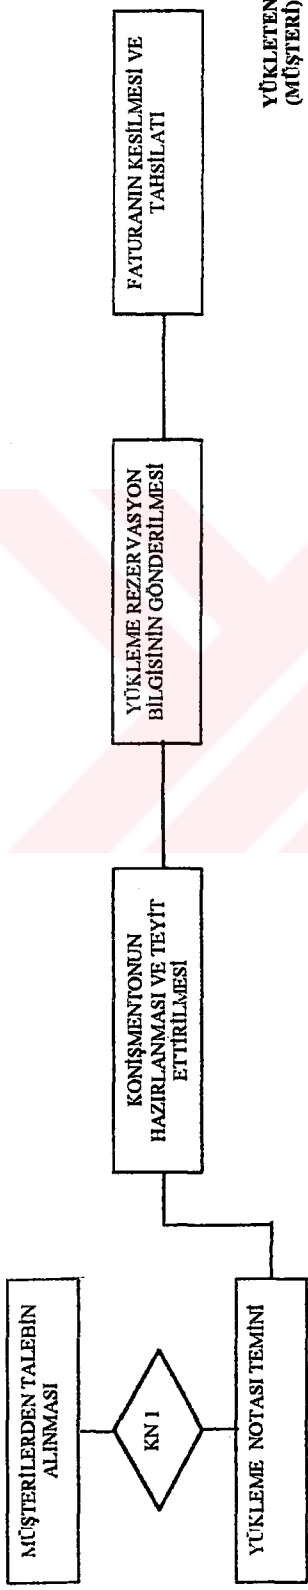 MÜŞTERİLERDEN TALEBİN
ALINMASI
KN 1
YÜKLEME NOTASI TEMİNİ
KONİŞMENTONUN
HAZIRLANMASI VE TEYİT
ETTİRİLMESİ
YÜKLEME REZERVASYON
BİLGİSİNİN GÖNDERİLMESİ
FATURANIN KESİLMESİ VE
TAHSİLATI
YÜKLETEN
(MÜŞTERİ)